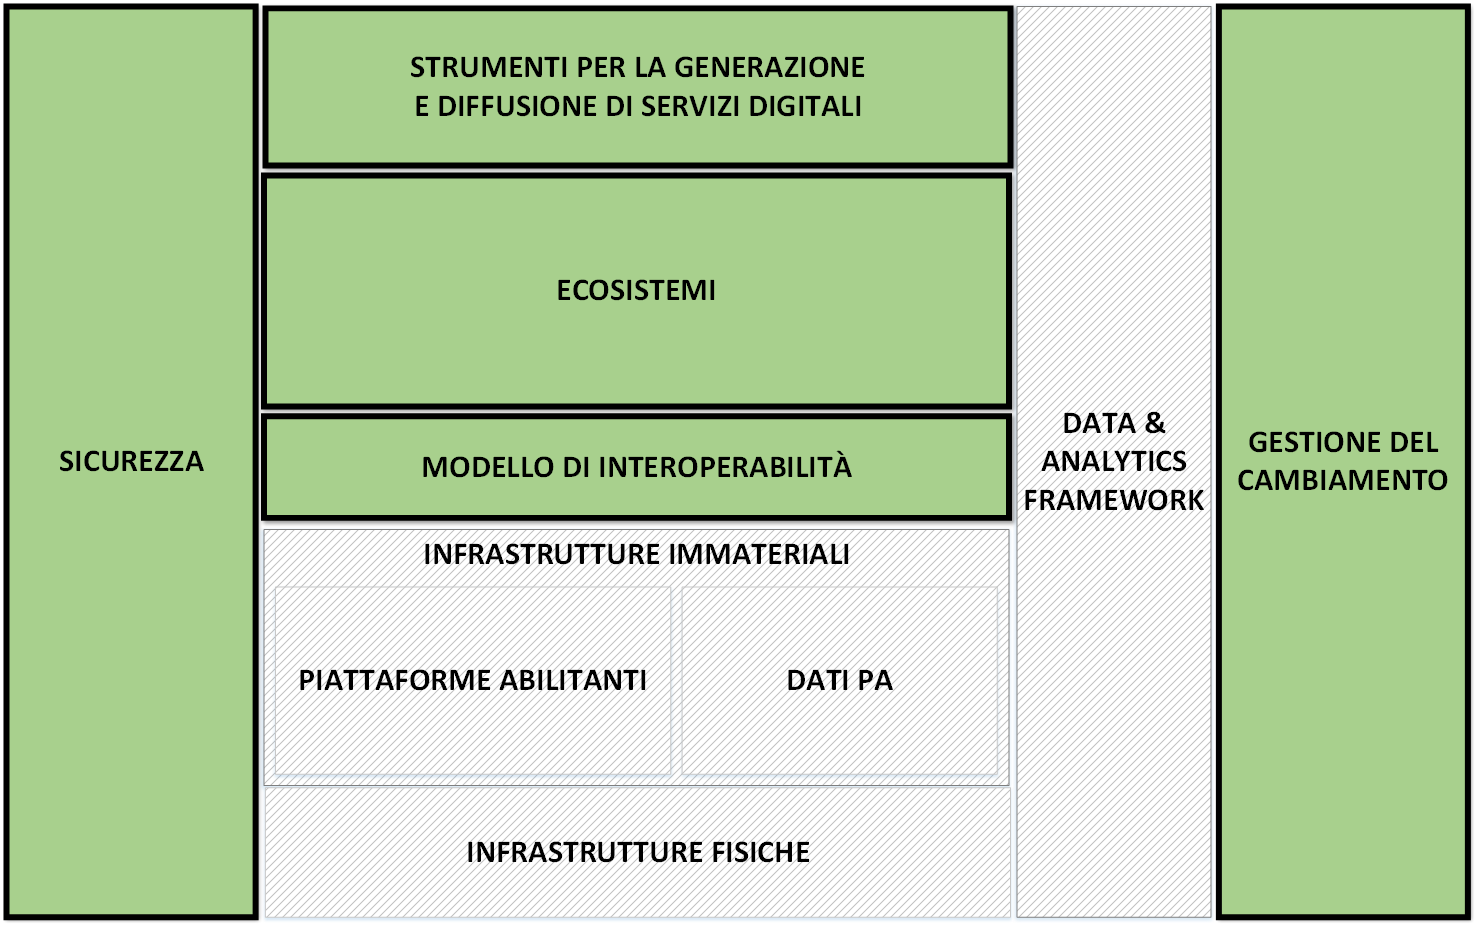 STRUMENTI PER LA GENERAZIONE
E DIFFUSIONE DI SERVIZI DIGITALI
ECOSISTEMI
SICUREZZA
MODELLO DI INTEROPERABILITÀ
DATA &
ANALYTICS
FRAMEWORK
GESTIONE DEL
CAMBIAMENTO
INFRASTRUTTURE IMMATERIALI
PIATTAFORME ABILITANTI
DATI PA
INFRASTRUTTURE FISICHE